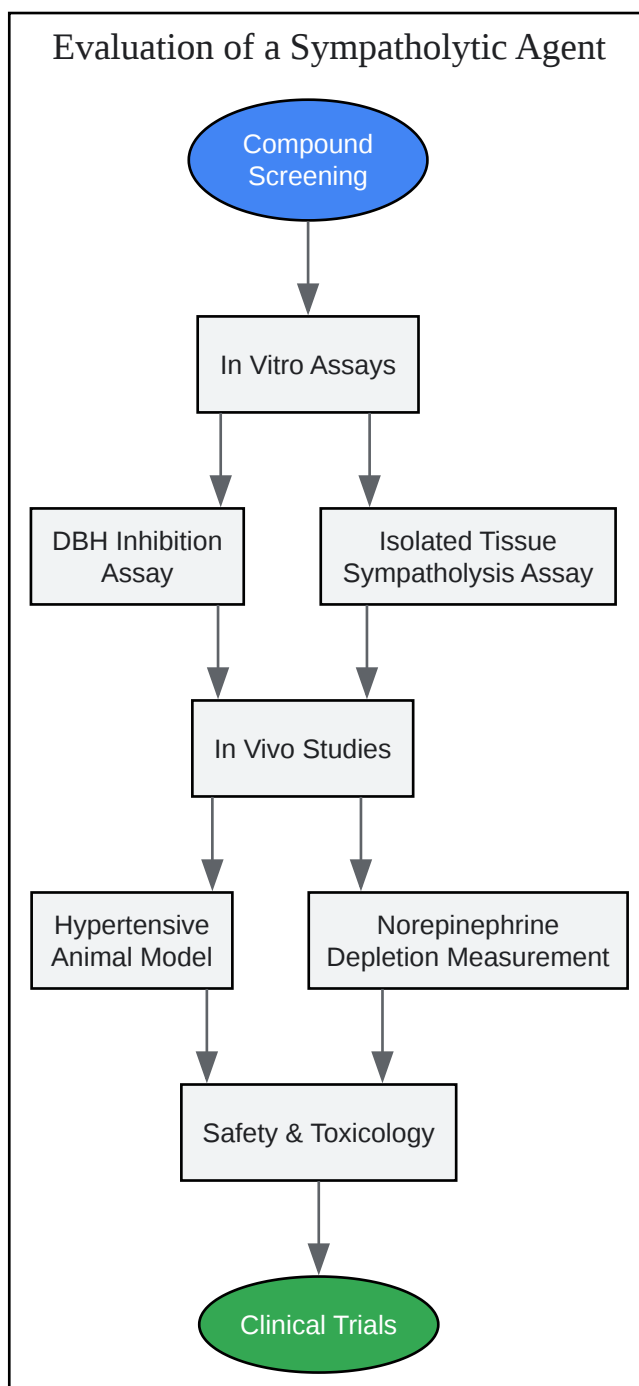 Evaluation of a Sympatholytic Agent
Compound
Screening
In Vitro Assays
DBH Inhibition
Assay
Isolated Tissue
Sympatholysis Assay
In Vivo Studies
Hypertensive
Animal Model
Norepinephrine
Depletion Measurement
Safety & Toxicology
Clinical Trials